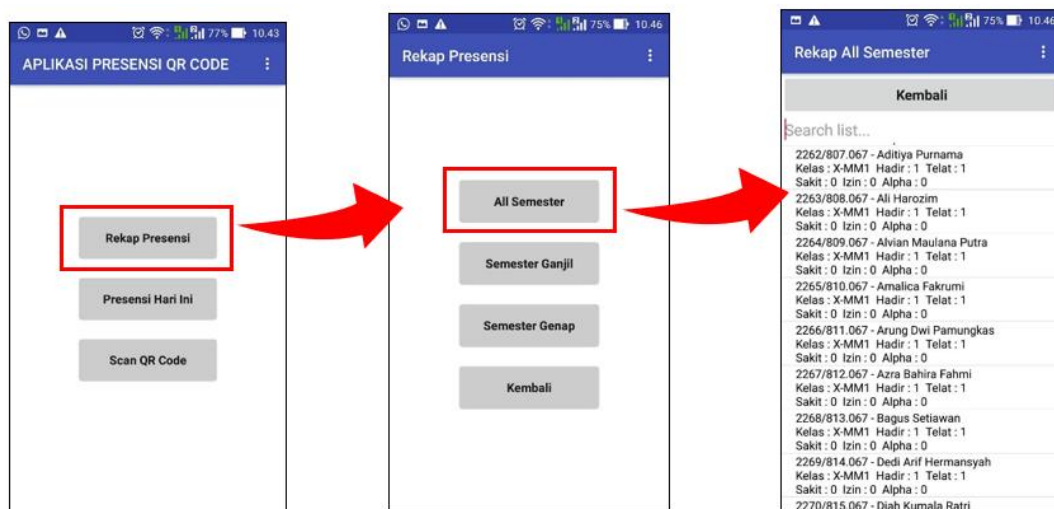 77% 10.43
APLIKASI PRESENSI QR CODE
Rekap Presensi
Presensi Hari Ini
Scan QR Code
75% 10.46
Rekap Presensi
All Semester
Semester Ganjil
Semester Genap
Kembali
75% 10.46
Rekap All Semester
Kembali
Search list...
2262/807.067 - Aditiya Purnama
Kelas : X-MM1 Hadir : 1 Telat : 1
Sakit : 0 Izin : 0 Alpha : 0
2263/808.067 - Ali Harozim
Kelas : X-MM1 Hadir : 1 Telat : 1
Sakit : 0 Izin : 0 Alpha : 0
2264/809.067 - Alvian Maulana Putra
Kelas : X-MM1 Hadir : 1 Telat : 1
Sakit : 0 Izin : 0 Alpha : 0
2265/810.067 - Amalica Fakrumi
Kelas : X-MM1 Hadir : 1 Telat : 1
Sakit : 0 Izin : 0 Alpha : 0
2266/811.067 - Arung Dwi Pamungkas
Kelas : X-MM1 Hadir : 1 Telat : 1
Sakit : 0 Izin : 0 Alpha : 0
2267/812.067 - Azra Bahira Fahmi
Kelas : X-MM1 Hadir : 1 Telat : 1
Sakit : 0 Izin : 0 Alpha : 0
2268/813.067 - Bagus Setiawan
Kelas : X-MM1 Hadir : 1 Telat : 1
Sakit : 0 Izin : 0 Alpha : 0
2269/814.067 - Dedi Arif Hermansyah
Kelas : X-MM1 Hadir : 1 Telat : 1
Sakit : 0 Izin : 0 Alpha : 0
2270/815.067 - Diah Kumala Ratri